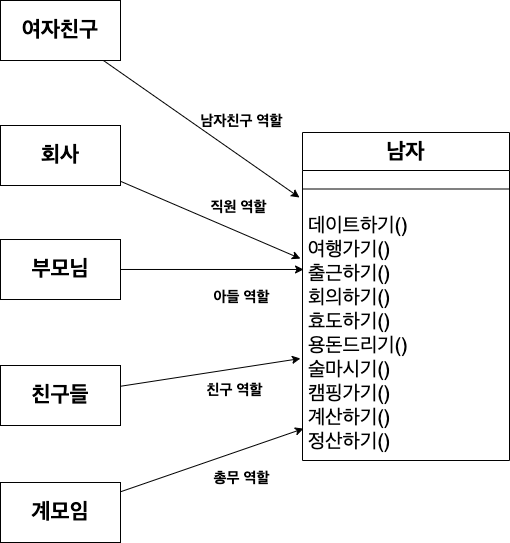 여자친구
남자친구 역할
남자
회사
직원 역할
데이트하기()
여행가기()
부모님
출근하기()
아들 역할
회의하기()
효도하기()
용돈드리기()
술마시기()
친구들
친구 역할
캠핑가기()
계산하기()
정산하기()
총무 역할
계모임